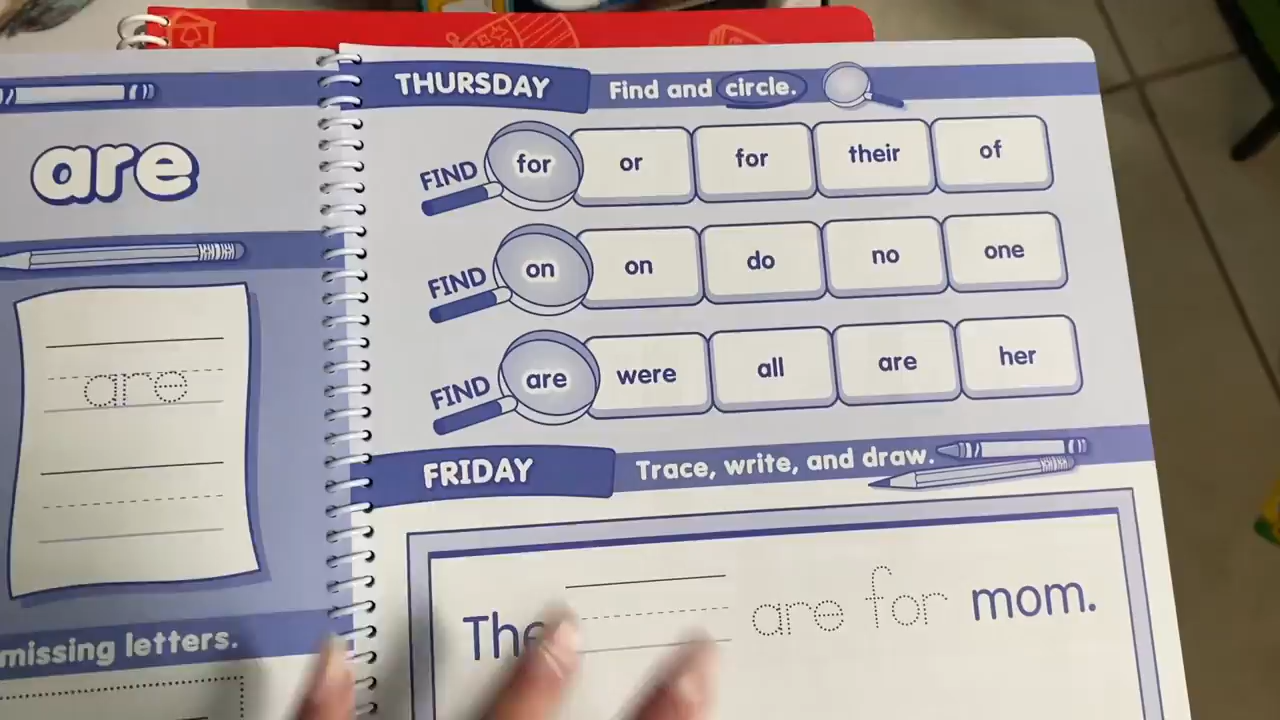 are
are
missing letters.
THURSDAY Find and circle.
FIND for or for their of
FIND on on do no one
FIND are were all are her
FRIDAY Trace, write, and draw.
The are for mom.